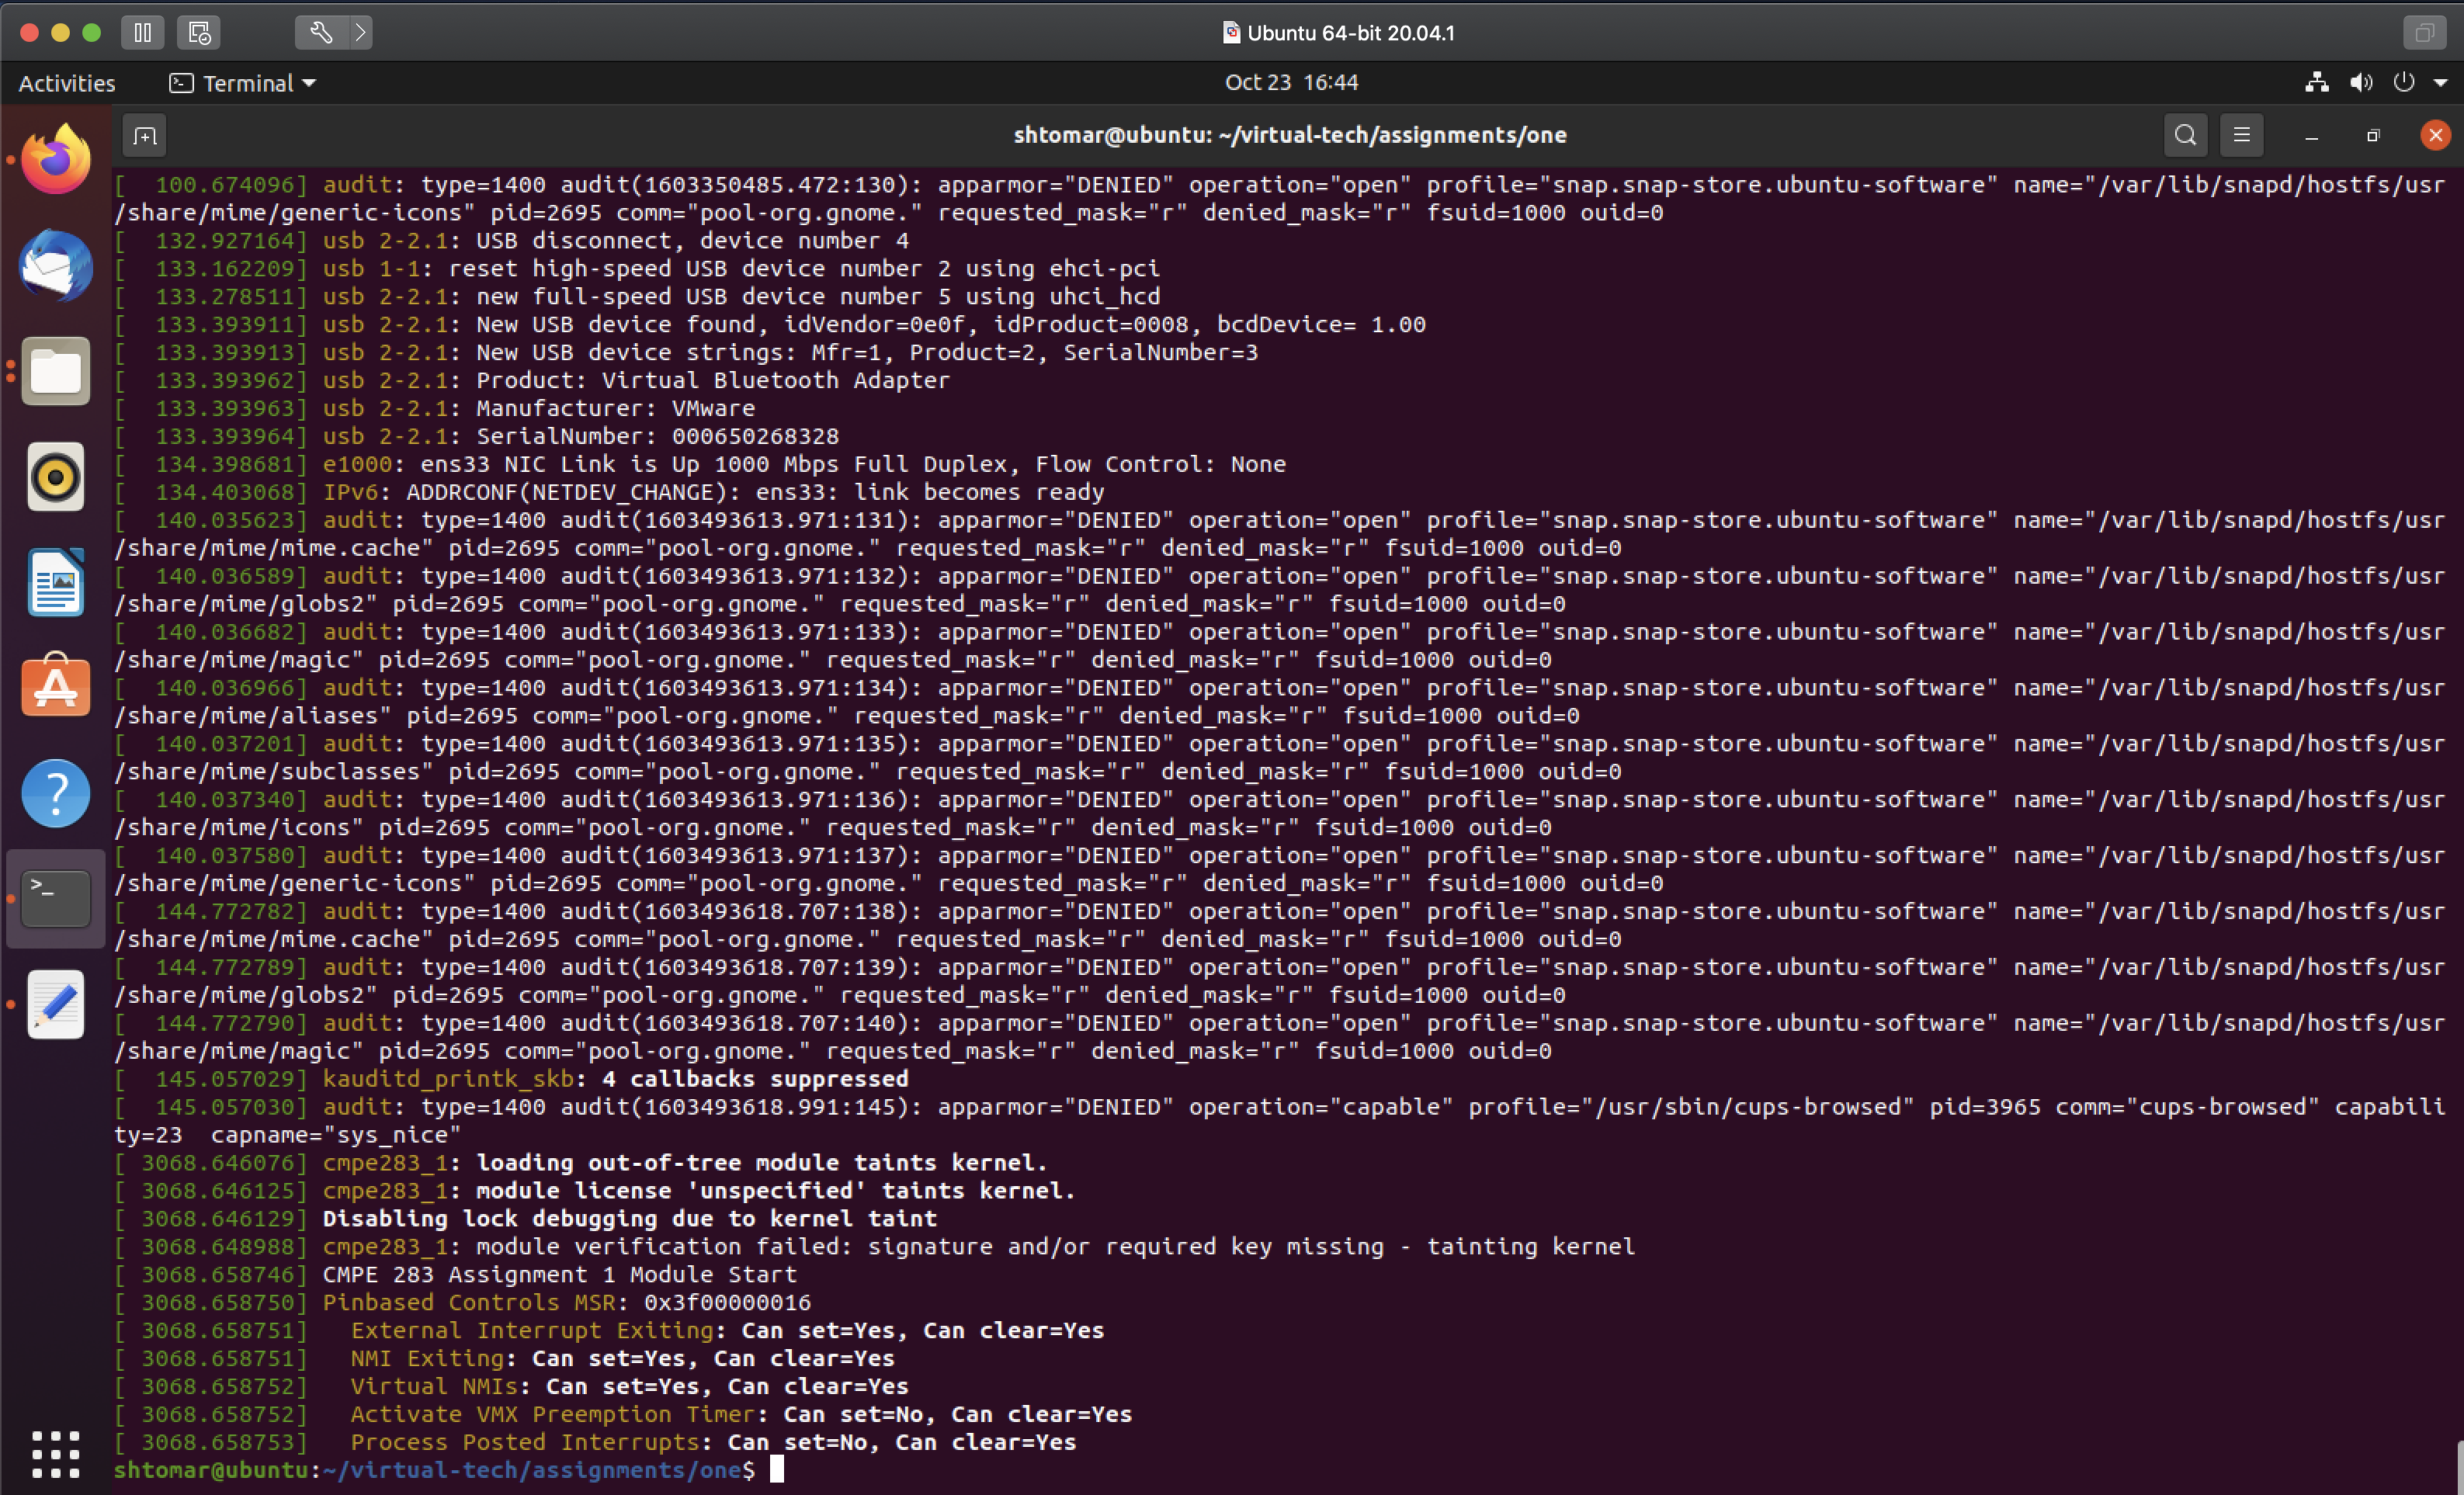 Ubuntu 64-bit 20.04.1
Activities
Terminal
Oct 23 16:44
shtomar@ubuntu: ~/virtual-tech/assignments/one
[  100.674096] audit: type=1400 audit(1603350485.472:130): apparmor="DENIED" operation="open" profile="snap.snap-store.ubuntu-software" name="/var/lib/snapd/hostfs/usr
/share/mime/generic-icons" pid=2695 comm="pool-org.gnome." requested_mask="r" denied_mask="r" fsuid=1000 ouid=0
[  132.927164] usb 2-2.1: USB disconnect, device number 4
[  133.162209] usb 1-1: reset high-speed USB device number 2 using ehci-pci
[  133.278511] usb 2-2.1: new full-speed USB device number 5 using uhci_hcd
[  133.393911] usb 2-2.1: New USB device found, idVendor=0e0f, idProduct=0008, bcdDevice= 1.00
[  133.393913] usb 2-2.1: New USB device strings: Mfr=1, Product=2, SerialNumber=3
[  133.393962] usb 2-2.1: Product: Virtual Bluetooth Adapter
[  133.393963] usb 2-2.1: Manufacturer: VMware
[  133.393964] usb 2-2.1: SerialNumber: 000650268328
[  134.398681] e1000: ens33 NIC Link is Up 1000 Mbps Full Duplex, Flow Control: None
[  134.403068] IPv6: ADDRCONF(NETDEV_CHANGE): ens33: link becomes ready
[  140.035623] audit: type=1400 audit(1603493613.971:131): apparmor="DENIED" operation="open" profile="snap.snap-store.ubuntu-software" name="/var/lib/snapd/hostfs/usr
/share/mime/mime.cache" pid=2695 comm="pool-org.gnome." requested_mask="r" denied_mask="r" fsuid=1000 ouid=0
[  140.036589] audit: type=1400 audit(1603493613.971:132): apparmor="DENIED" operation="open" profile="snap.snap-store.ubuntu-software" name="/var/lib/snapd/hostfs/usr
/share/mime/globs2" pid=2695 comm="pool-org.gnome." requested_mask="r" denied_mask="r" fsuid=1000 ouid=0
[  140.036682] audit: type=1400 audit(1603493613.971:133): apparmor="DENIED" operation="open" profile="snap.snap-store.ubuntu-software" name="/var/lib/snapd/hostfs/usr
/share/mime/magic" pid=2695 comm="pool-org.gnome." requested_mask="r" denied_mask="r" fsuid=1000 ouid=0
[  140.036966] audit: type=1400 audit(1603493613.971:134): apparmor="DENIED" operation="open" profile="snap.snap-store.ubuntu-software" name="/var/lib/snapd/hostfs/usr
/share/mime/aliases" pid=2695 comm="pool-org.gnome." requested_mask="r" denied_mask="r" fsuid=1000 ouid=0
[  140.037201] audit: type=1400 audit(1603493613.971:135): apparmor="DENIED" operation="open" profile="snap.snap-store.ubuntu-software" name="/var/lib/snapd/hostfs/usr
/share/mime/subclasses" pid=2695 comm="pool-org.gnome." requested_mask="r" denied_mask="r" fsuid=1000 ouid=0
[  140.037340] audit: type=1400 audit(1603493613.971:136): apparmor="DENIED" operation="open" profile="snap.snap-store.ubuntu-software" name="/var/lib/snapd/hostfs/usr
/share/mime/icons" pid=2695 comm="pool-org.gnome." requested_mask="r" denied_mask="r" fsuid=1000 ouid=0
[  140.037580] audit: type=1400 audit(1603493613.971:137): apparmor="DENIED" operation="open" profile="snap.snap-store.ubuntu-software" name="/var/lib/snapd/hostfs/usr
/share/mime/generic-icons" pid=2695 comm="pool-org.gnome." requested_mask="r" denied_mask="r" fsuid=1000 ouid=0
[  144.772782] audit: type=1400 audit(1603493618.707:138): apparmor="DENIED" operation="open" profile="snap.snap-store.ubuntu-software" name="/var/lib/snapd/hostfs/usr
/share/mime/mime.cache" pid=2695 comm="pool-org.gnome." requested_mask="r" denied_mask="r" fsuid=1000 ouid=0
[  144.772789] audit: type=1400 audit(1603493618.707:139): apparmor="DENIED" operation="open" profile="snap.snap-store.ubuntu-software" name="/var/lib/snapd/hostfs/usr
/share/mime/globs2" pid=2695 comm="pool-org.gnome." requested_mask="r" denied_mask="r" fsuid=1000 ouid=0
[  144.772790] audit: type=1400 audit(1603493618.707:140): apparmor="DENIED" operation="open" profile="snap.snap-store.ubuntu-software" name="/var/lib/snapd/hostfs/usr
/share/mime/magic" pid=2695 comm="pool-org.gnome." requested_mask="r" denied_mask="r" fsuid=1000 ouid=0
[  145.057029] kauditd_printk_skb: 4 callbacks suppressed
[  145.057030] audit: type=1400 audit(1603493618.991:145): apparmor="DENIED" operation="capable" profile="/usr/sbin/cups-browsed" pid=3965 comm="cups-browsed" capabili
ty=23  capname="sys_nice"
[ 3068.646076] cmpe283_1: loading out-of-tree module taints kernel.
[ 3068.646125] cmpe283_1: module license 'unspecified' taints kernel.
[ 3068.646129] Disabling lock debugging due to kernel taint
[ 3068.648988] cmpe283_1: module verification failed: signature and/or required key missing - tainting kernel
[ 3068.658746] CMPE 283 Assignment 1 Module Start
[ 3068.658750] Pinbased Controls MSR: 0x3f00000016
[ 3068.658751]   External Interrupt Exiting: Can set=Yes, Can clear=Yes
[ 3068.658751]   NMI Exiting: Can set=Yes, Can clear=Yes
[ 3068.658752]   Virtual NMIs: Can set=Yes, Can clear=Yes
[ 3068.658752]   Activate VMX Preemption Timer: Can set=No, Can clear=Yes
[ 3068.658753]   Process Posted Interrupts: Can set=No, Can clear=Yes
shtomar@ubuntu:~/virtual-tech/assignments/one$